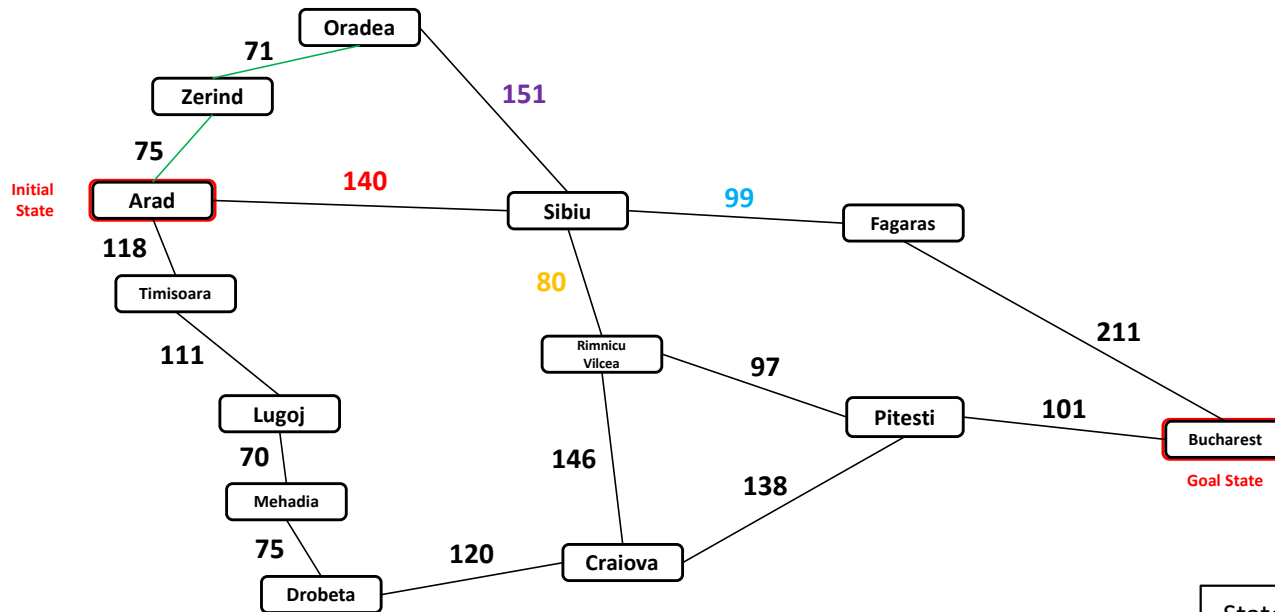 Oradea
71
Zerind
151
75
Initial
State
Arad
140
Sibiu
99
Fagaras
118
Timisoara
80
111
Rimnicu
Vilcea
97
211
Lugoj
Pitesti
101
Bucharest
70
146
138
Goal State
Mehadia
75
120
Craiova
Drobeta
State